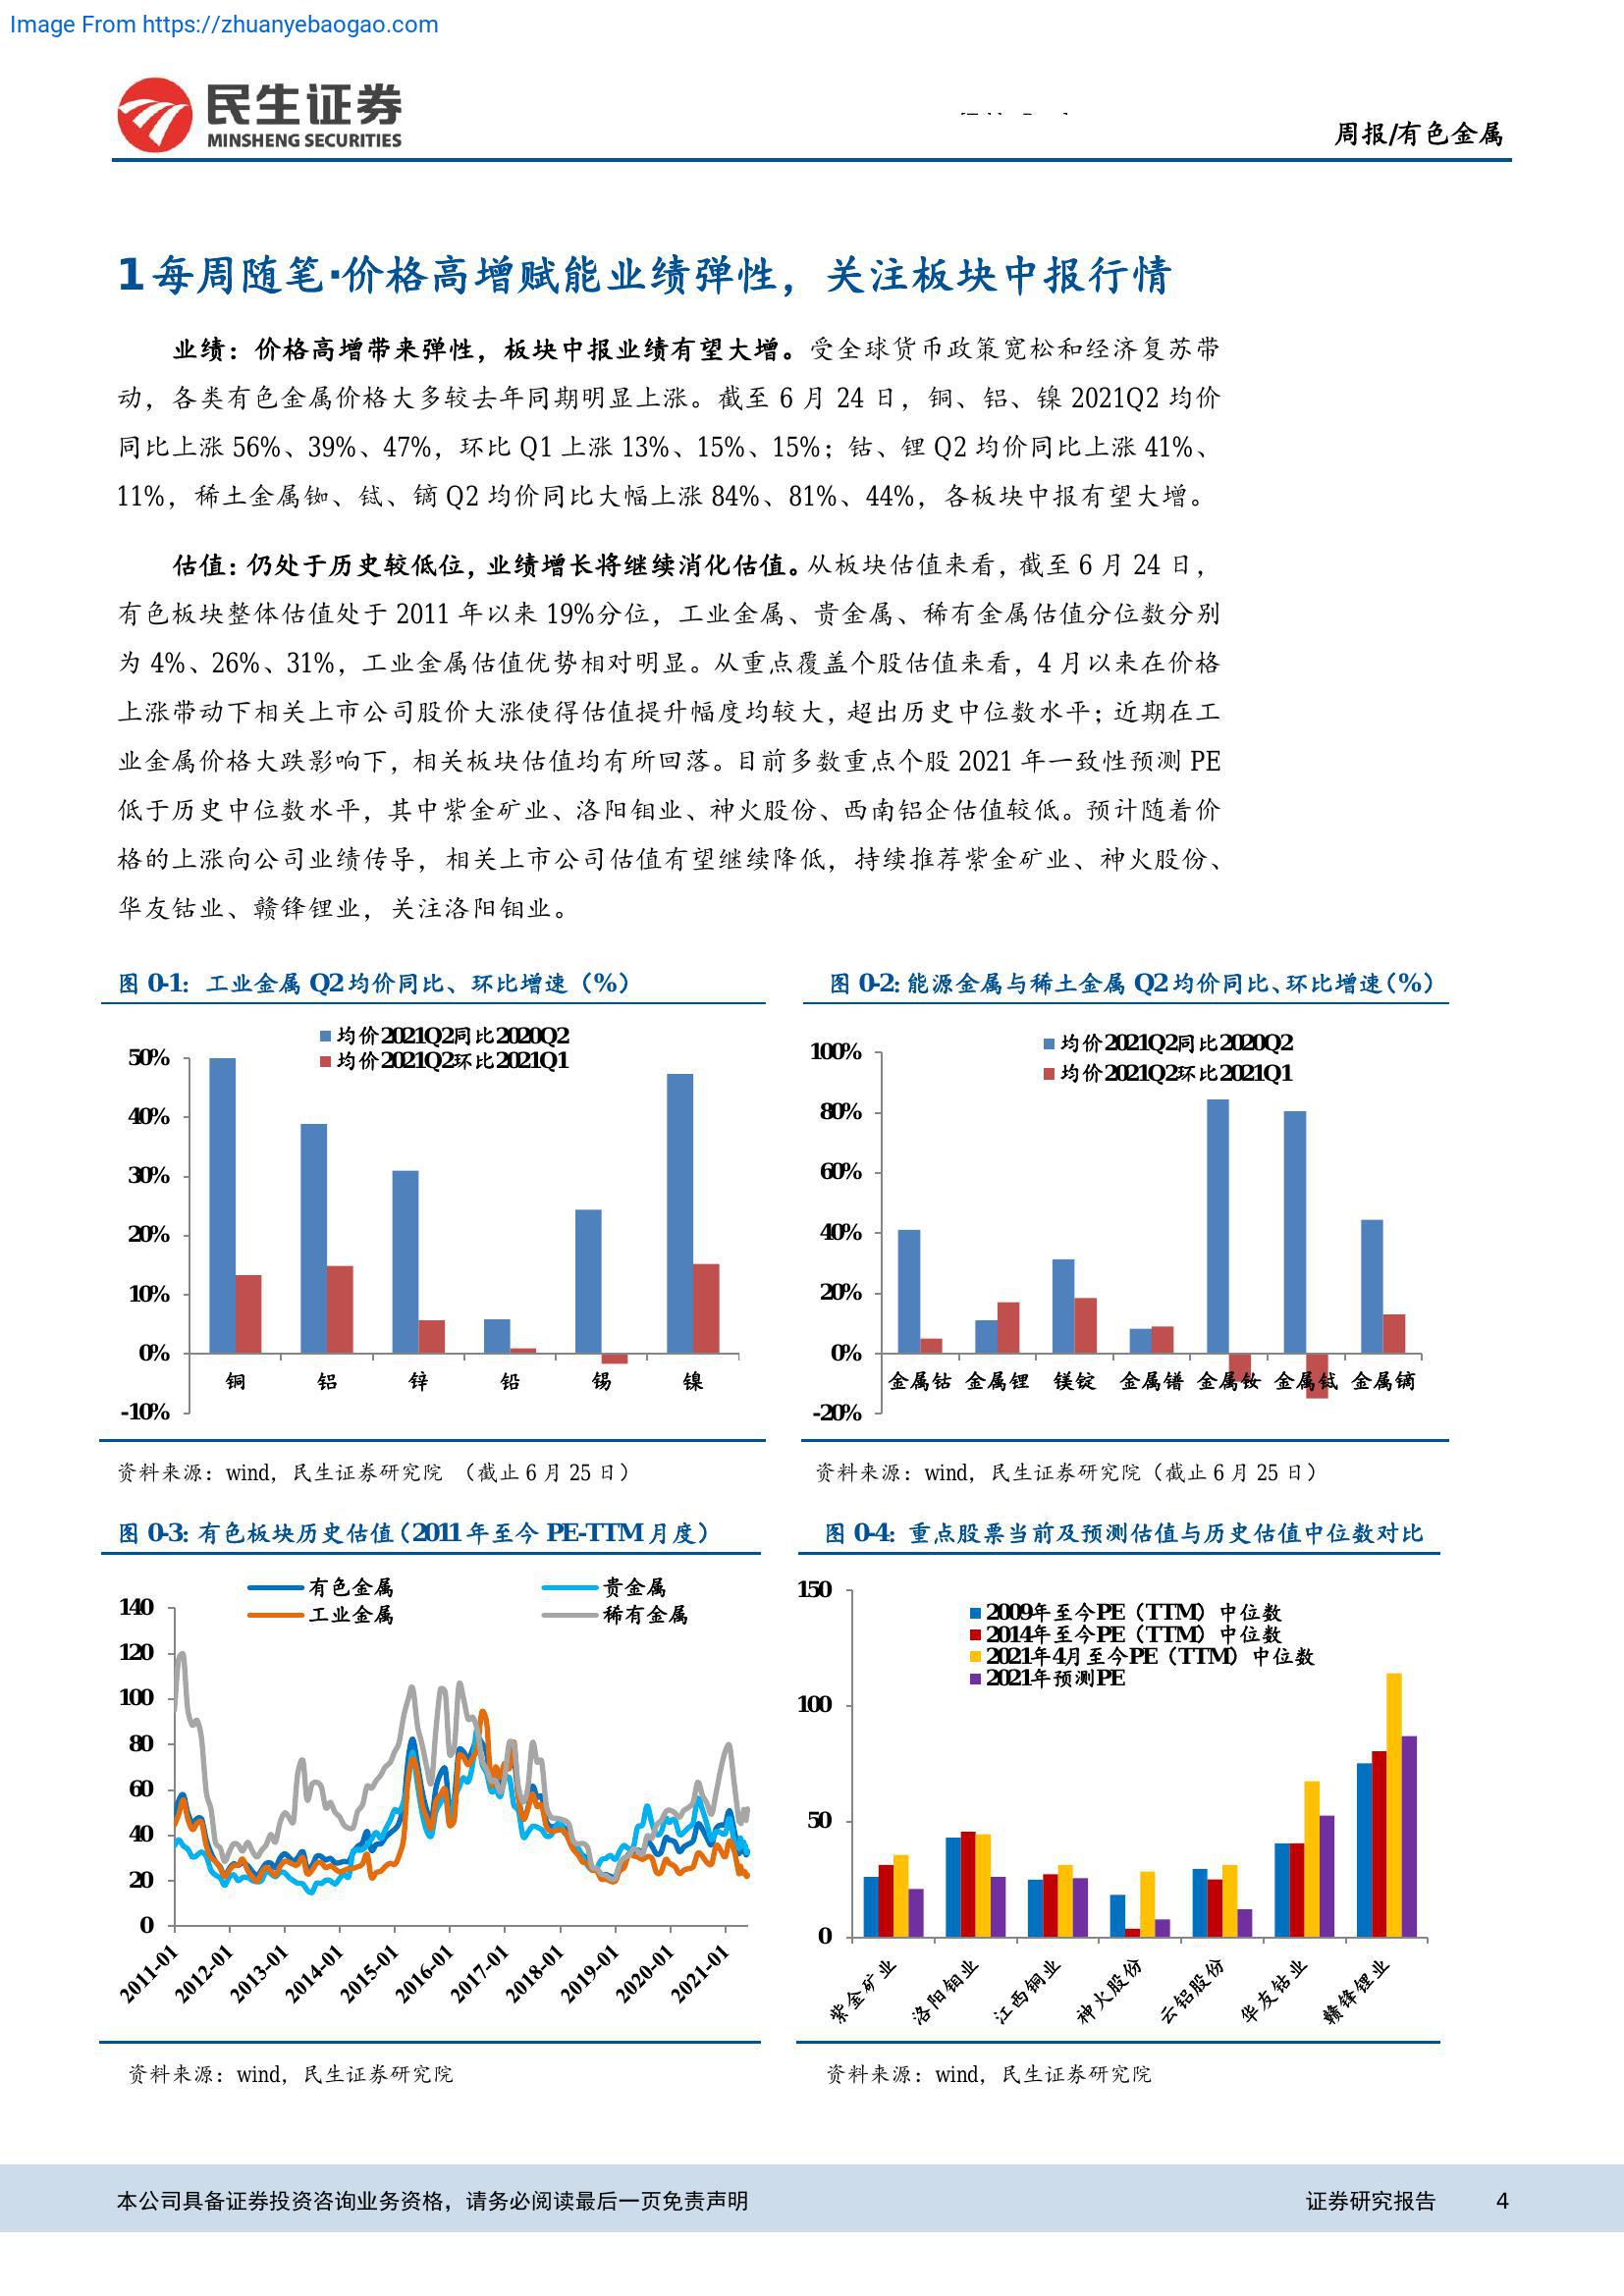 Image From https://zhuanyebaogao.com
民生证券
MINSHENG SECURITIES
周报/有色金属
1 每周随笔·价格高增赋能业绩弹性，关注板块中报行情
业绩：价格高增带来弹性，板块中报业绩有望大增。受全球货币政策宽松和经济复苏带
动，各类有色金属价格大多较去年同期明显上涨。截至 6 月 24 日，铜、铝、镍 2021Q2 均价
同比上涨 56%、39%、47%，环比 Q1 上涨 13%、15%、15%；钴、锂 Q2 均价同比上涨 41%、
11%，稀土金属铷、铽、镝 Q2 均价同比大幅上涨 84%、81%、44%，各板块中报有望大增。
估值：仍处于历史较低位，业绩增长将继续消化估值。从板块估值来看，截至 6 月 24 日，
有色板块整体估值处于 2011 年以来 19%分位，工业金属、贵金属、稀有金属估值分位数分别
为 4%、26%、31%，工业金属估值优势相对明显。从重点覆盖个股估值来看，4 月以来在价格
上涨带动下相关上市公司股价大涨使得估值提升幅度均较大，超出历史中位数水平；近期在工
业金属价格大跌影响下，相关板块估值均有所回落。目前多数重点个股 2021 年一致性预测 PE
低于历史中位数水平，其中紫金矿业、洛阳钼业、神火股份、西南铝企估值较低。预计随着价
格的上涨向公司业绩传导，相关上市公司估值有望继续降低，持续推荐紫金矿业、神火股份、
华友钴业、赣锋锂业，关注洛阳钼业。
图 0-1：工业金属 Q2 均价同比、环比增速（%）
均价2021Q2同比2020Q2
均价2021Q2环比2021Q1
50%
40%
30%
20%
10%
0%
-10%
铜 铝 锌 铅 锡 镍
资料来源：wind，民生证券研究院 （截止 6 月 25 日）
图 0-2：能源金属与稀土金属 Q2 均价同比、环比增速（%）
均价2021Q2同比2020Q2
均价2021Q2环比2021Q1
100%
80%
60%
40%
20%
0%
-20%
金属钴 金属锂 镁锭 金属镨 金属钕 金属铽 金属镝
资料来源：wind，民生证券研究院（截止 6 月 25 日）
图 0-3：有色板块历史估值（2011 年至今 PE-TTM 月度）
有色金属 贵金属
工业金属 稀有金属
140
120
100
80
60
40
20
0
2011-01 2012-01 2013-01 2014-01 2015-01 2016-01 2017-01 2018-01 2019-01 2020-01 2021-01
资料来源：wind，民生证券研究院
图 0-4：重点股票当前及预测估值与历史估值中位数对比
2009年至今PE（TTM）中位数
2014年至今PE（TTM）中位数
2021年4月至今PE（TTM）中位数
2021年预测PE
150
100
50
0
紫金矿业 洛阳钼业 江西铜业 神火股份 云铝股份 华友钴业 赣锋锂业
资料来源：wind，民生证券研究院
本公司具备证券投资咨询业务资格，请务必阅读最后一页免责声明
证券研究报告 4